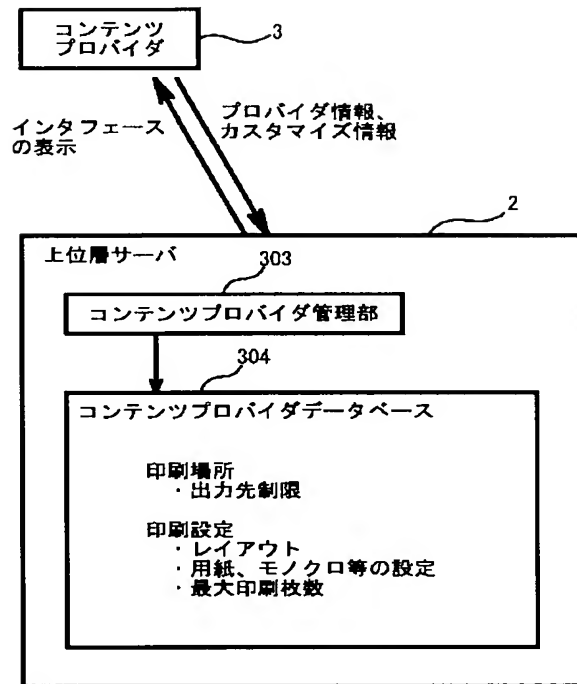 コンテンツ
プロバイダ
3
プロバイダ情報、
カスタマイズ情報
インタフェース
の表示
2
上位層サーバ
303
コンテンツプロバイダ管理部
304
コンテンツプロバイダデータベース
印刷場所
・出力先制限
印刷設定
・レイアウト
・用紙、モノクロ等の設定
・最大印刷枚数